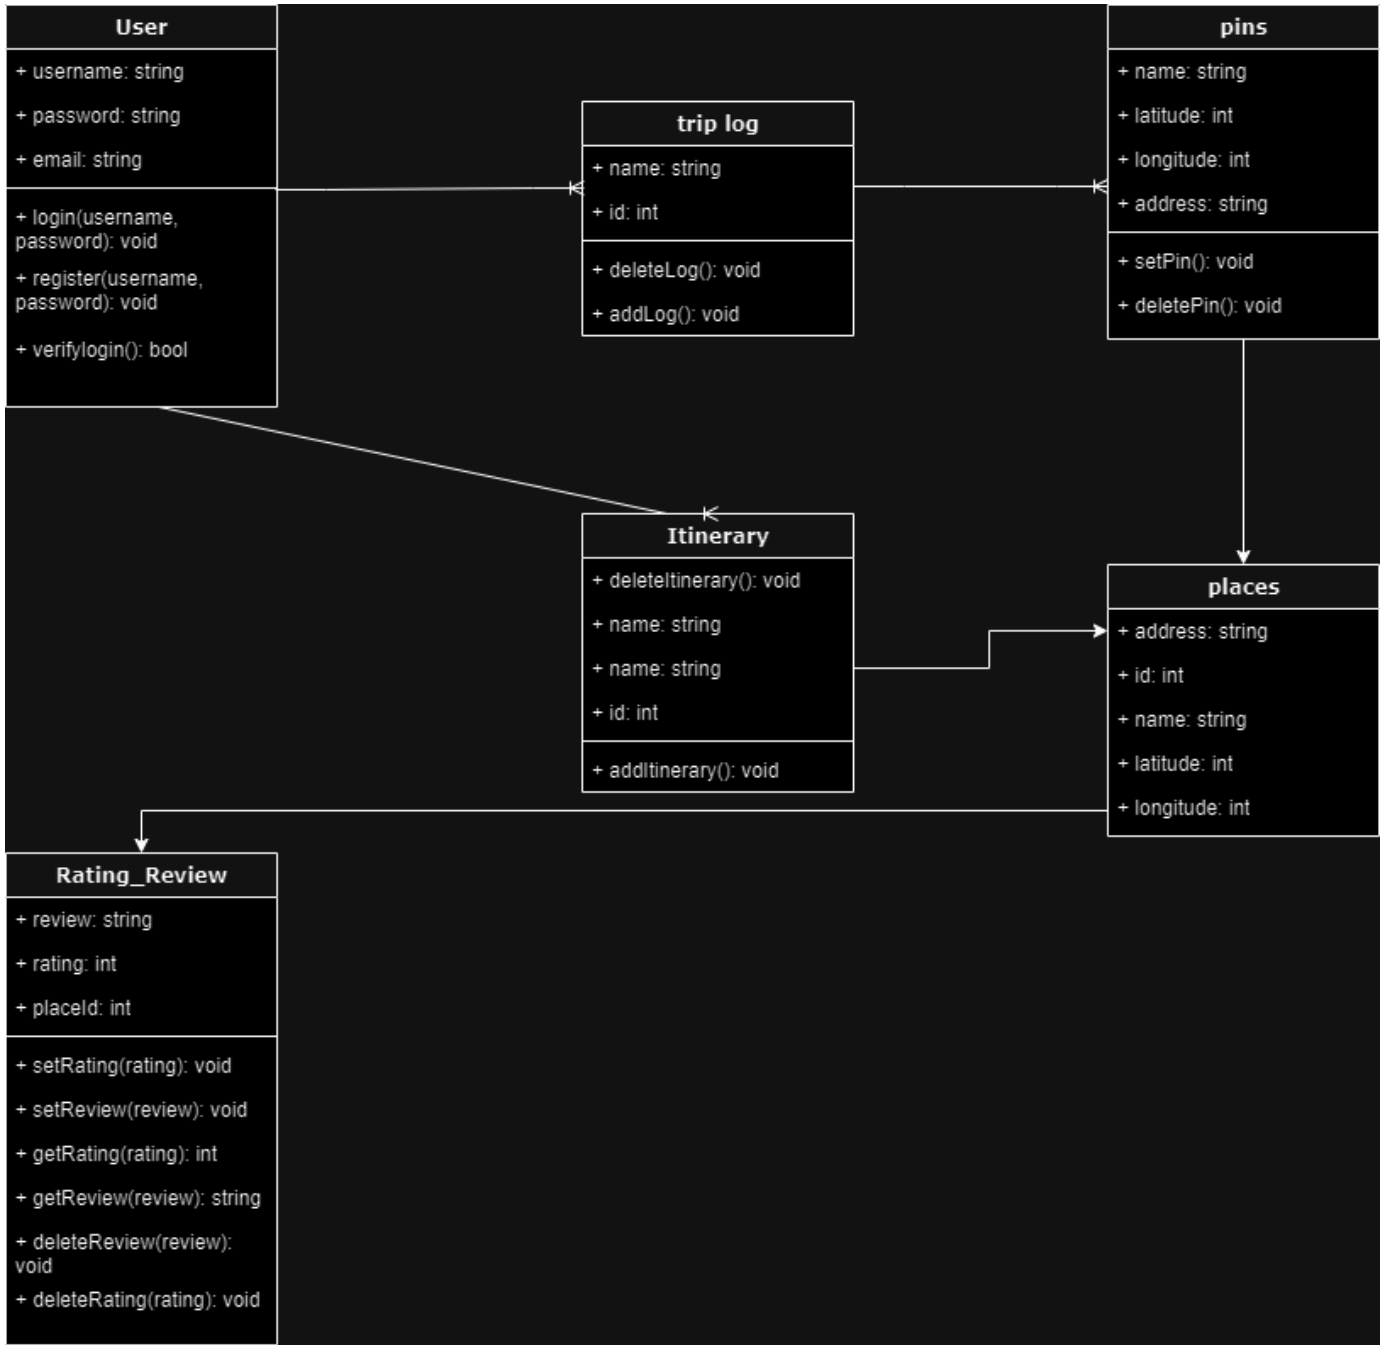 User
+ username: string
+ password: string
+ email: string
+ login(username,
password): void
+ register(username,
password): void
+ verifylogin(): bool
trip log
+ name: string
+ id: int
+ deleteLog(): void
+ addLog(): void
pins
+ name: string
+ latitude: int
+ longitude: int
+ address: string
+ setPin(): void
+ deletePin(): void
Itinerary
+ deleteItinerary(): void
+ name: string
+ name: string
+ id: int
+ addItinerary(): void
places
+ address: string
+ id: int
+ name: string
+ latitude: int
+ longitude: int
Rating_Review
+ review: string
+ rating: int
+ placeId: int
+ setRating(rating): void
+ setReview(review): void
+ getRating(rating): int
+ getReview(review): string
+ deleteReview(review):
void
+ deleteRating(rating): void